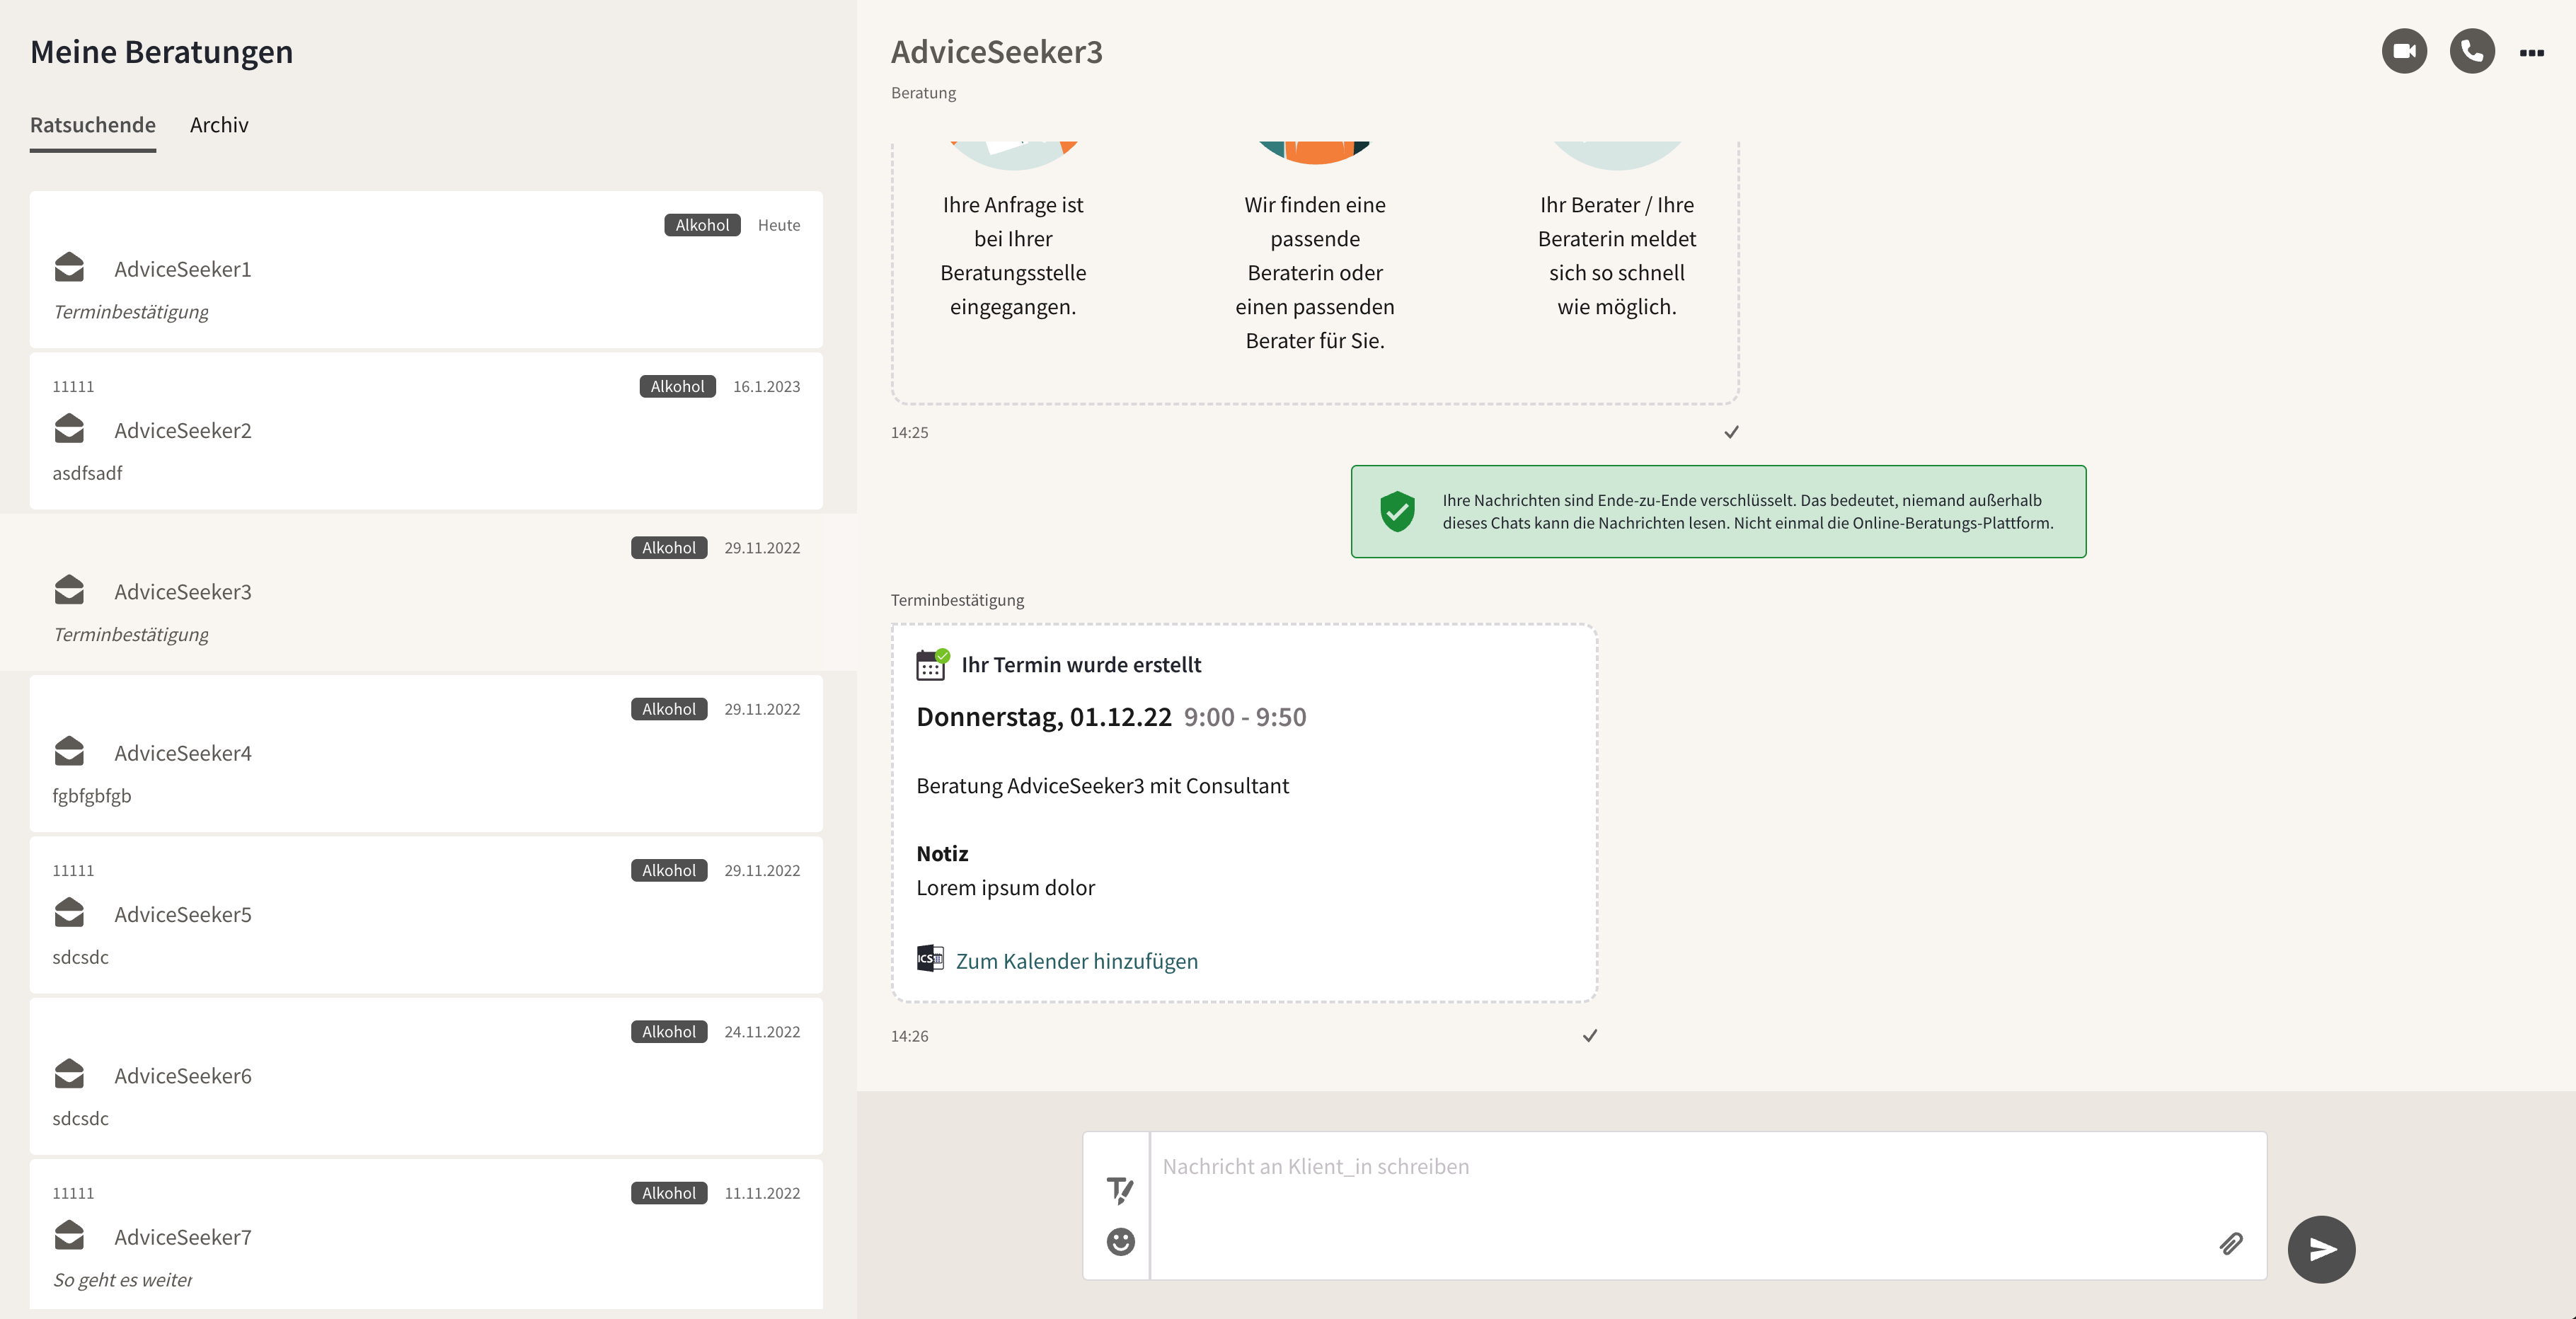 Meine Beratungen
Ratsuchende
Archiv
Alkohol
Heute
AdviceSeeker1
Terminbestätigung
11111
Alkohol
16.1.2023
AdviceSeeker2
asdfsadf
Alkohol
29.11.2022
AdviceSeeker3
Terminbestätigung
Alkohol
29.11.2022
AdviceSeeker4
fgbfgbfgb
11111
Alkohol
29.11.2022
AdviceSeeker5
sdcsdc
Alkohol
24.11.2022
AdviceSeeker6
sdcsdc
11111
Alkohol
11.11.2022
AdviceSeeker7
So geht es weiter
AdviceSeeker3
Beratung
Ihre Anfrage ist
bei Ihrer
Beratungsstelle
eingegangen.
Wir finden eine
passende
Beraterin oder
einen passenden
Berater für Sie.
Ihr Berater / Ihre
Beraterin meldet
sich so schnell
wie möglich.
14:25
Ihre Nachrichten sind Ende-zu-Ende verschlüsselt. Das bedeutet, niemand außerhalb
dieses Chats kann die Nachrichten lesen. Nicht einmal die Online-Beratungs-Plattform.
Terminbestätigung
Ihr Termin wurde erstellt
Donnerstag, 01.12.22 9:00 - 9:50
Beratung AdviceSeeker3 mit Consultant
Notiz
Lorem ipsum dolor
ICS
Zum Kalender hinzufügen
14:26
Nachricht an Klient_in schreiben